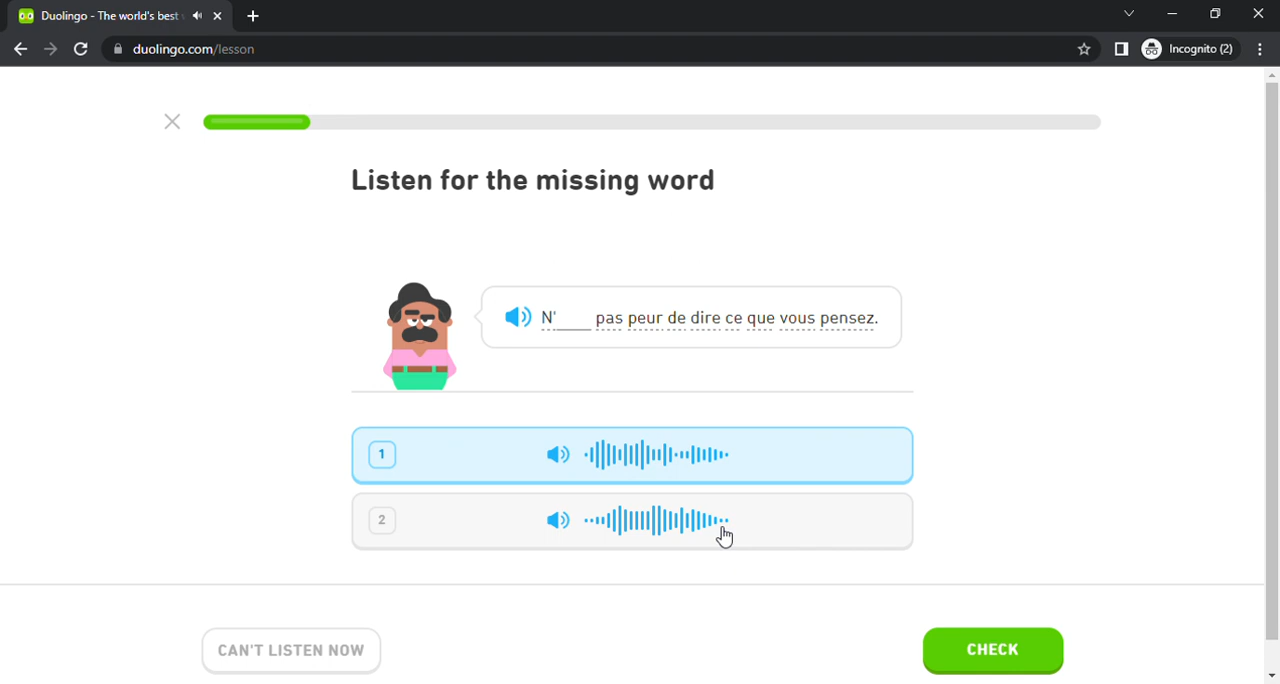 Duolingo - The world's best
duolingo.com/lesson
Incognito (2)
Listen for the missing word
N'____ pas peur de dire ce que vous pensez.
1
2
CAN'T LISTEN NOW
CHECK